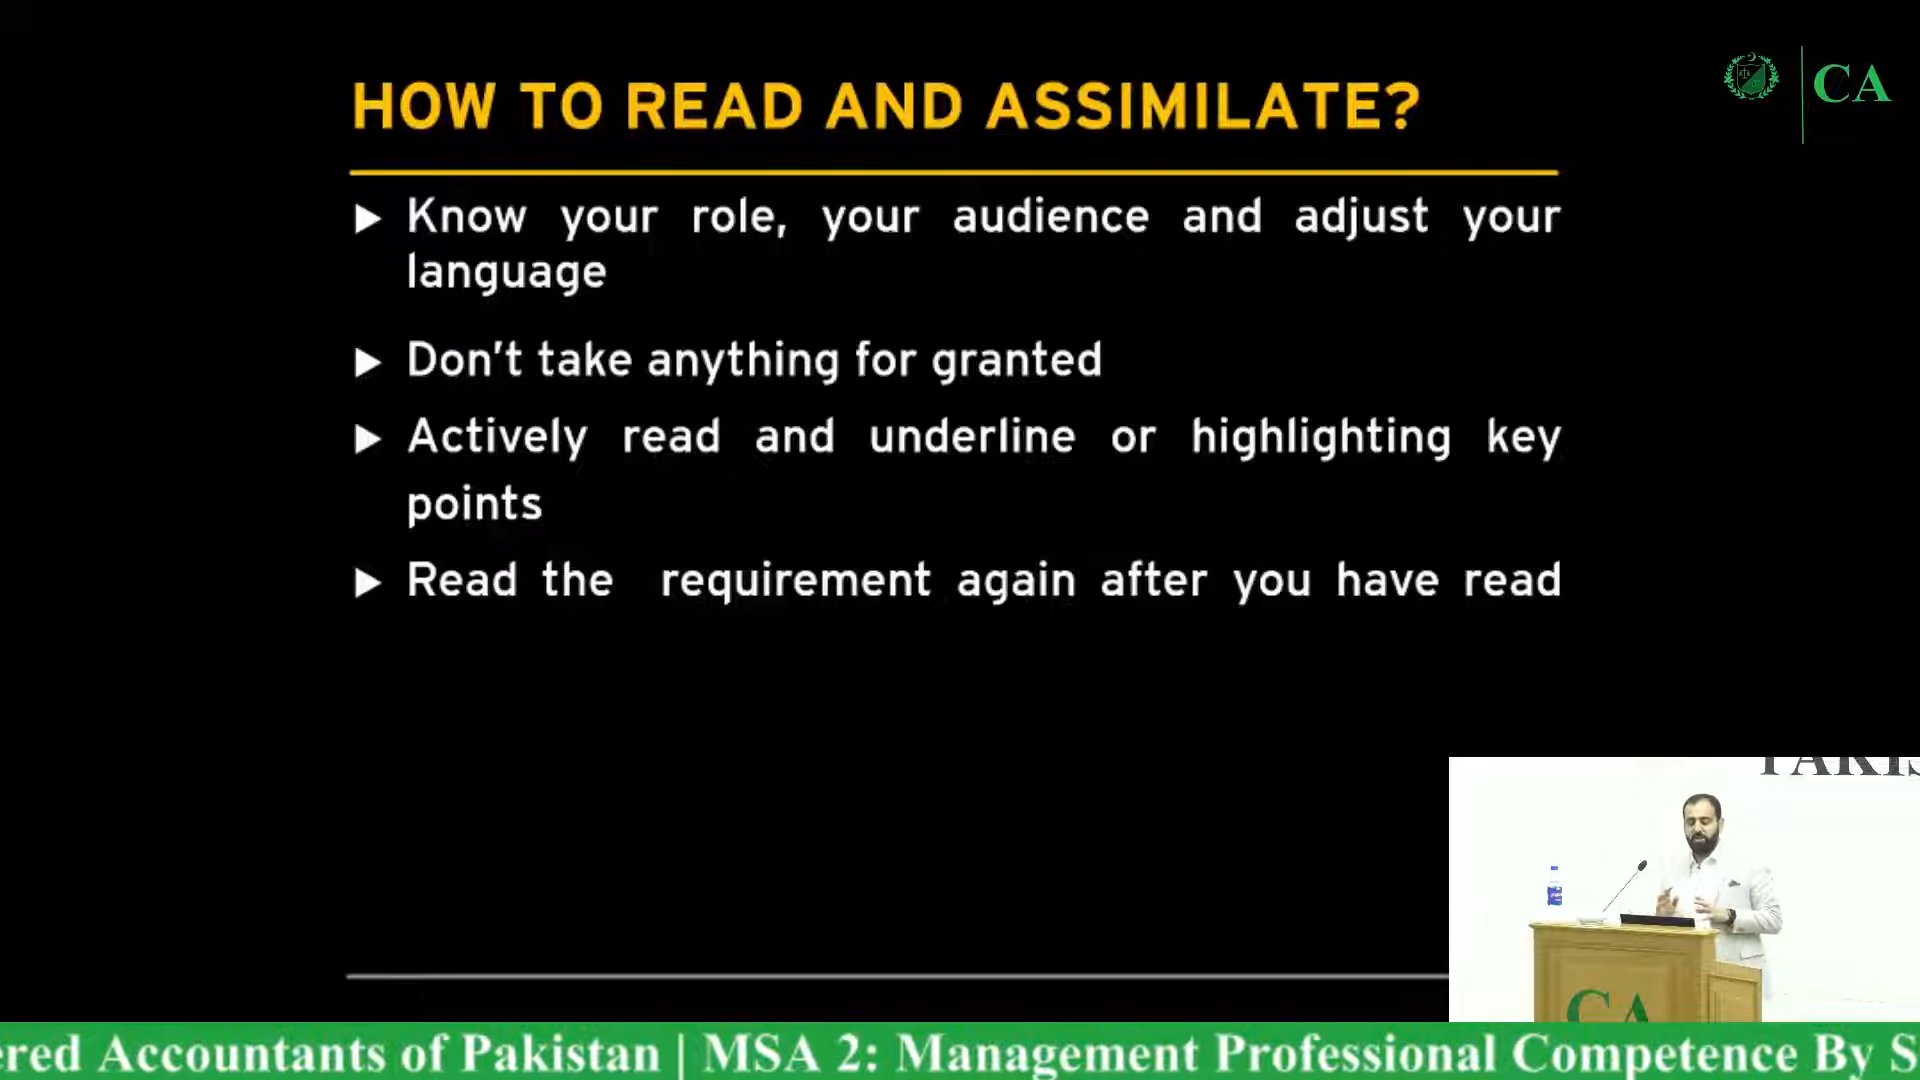 HOW TO READ AND ASSIMILATE?
CA
▶ Know your role, your audience and adjust your
language
▶ Don't take anything for granted
▶ Actively read and underline or highlighting key
points
▶ Read the requirement again after you have read
PAKIS
CA
ered Accountants of Pakistan | MSA 2: Management Professional Competence By S